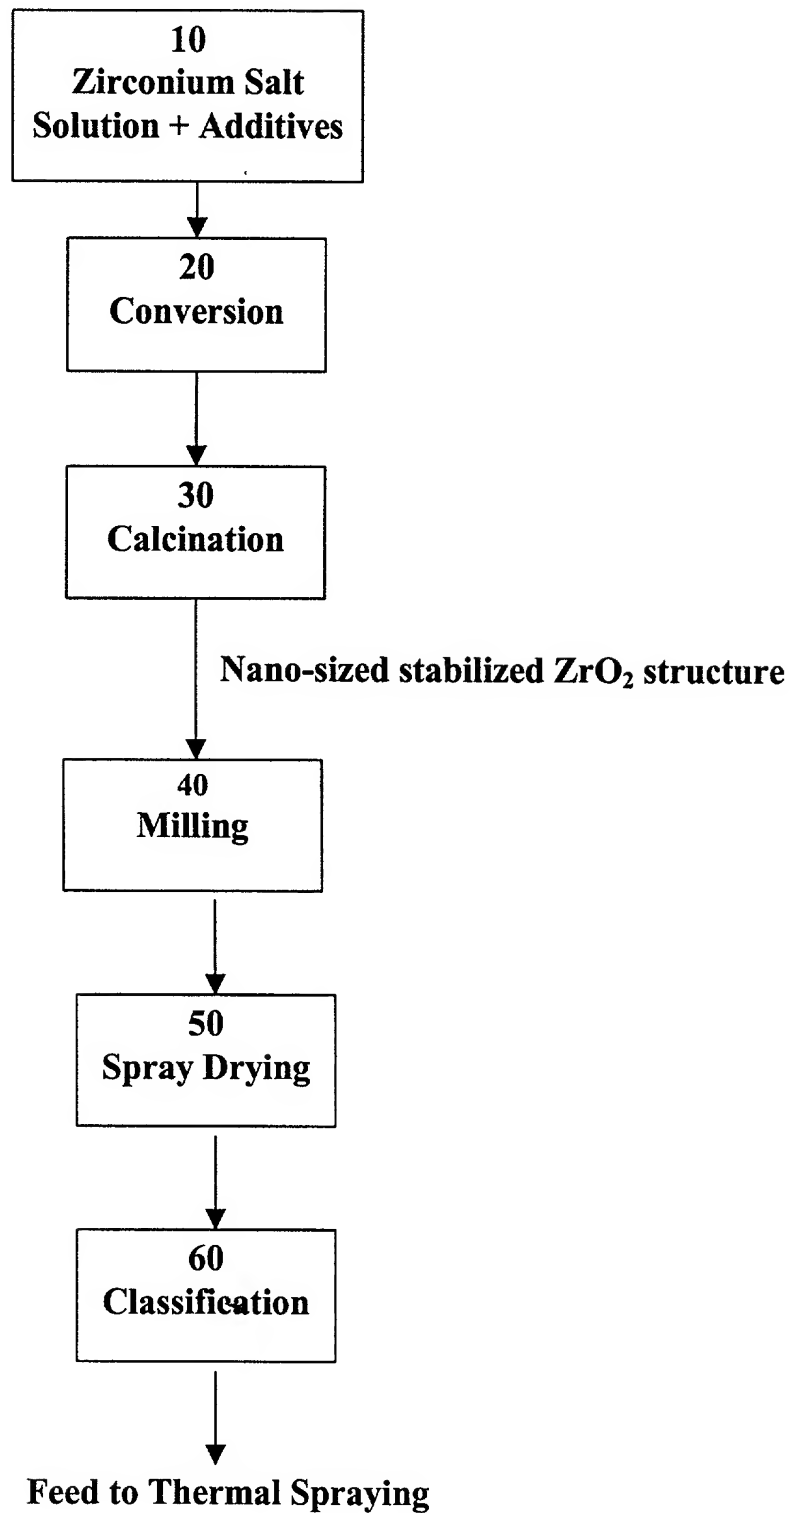 10
Zirconium Salt
Solution + Additives
20
Conversion
30
Calcination
Nano-sized stabilized ZrO₂ structure
40
Milling
50
Spray Drying
60
Classification
Feed to Thermal Spraying